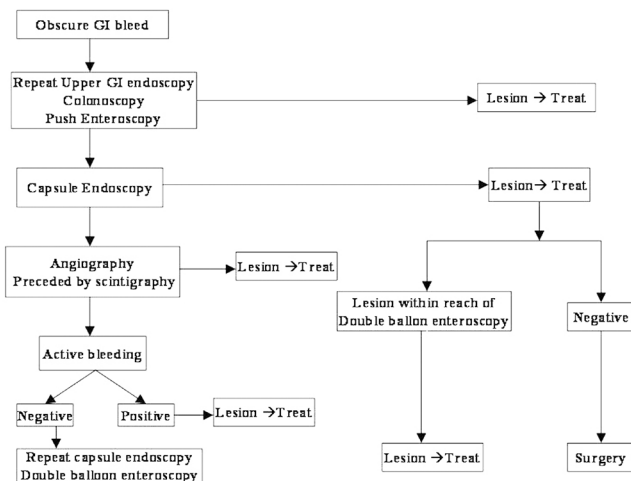 Obscure GI bleed
Repeat Upper GI endoscopy
Colonoscopy
Push Enteroscopy
Lesion → Treat
Capsule Endoscopy
Lesion→ Treat
Angiography
Preceded by scintigraphy
Lesion →Treat
Lesion within reach of
Double ballon enteroscopy
Negative
Active bleeding
Negative
Positive
Lesion →Treat
Repeat capsule endoscopy
Double balloon enteroscopy
Lesion →Treat
Surgery